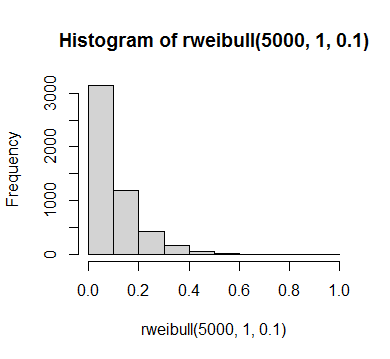 Histogram of rweibull(5000, 1, 0.1)
Frequency
3000
1000
0
0.0 0.2 0.4 0.6 0.8 1.0
rweibull(5000, 1, 0.1)